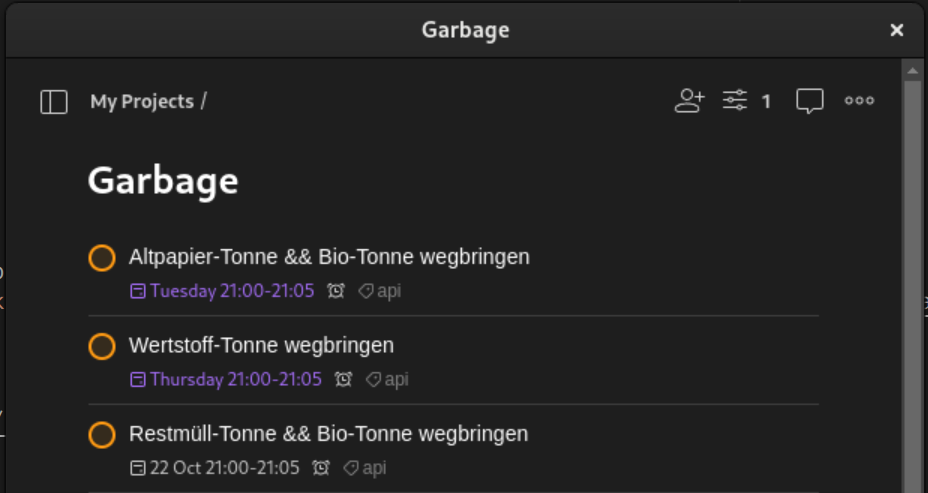 Garbage
My Projects /
1
Garbage
Altpapier-Tonne && Bio-Tonne wegbringen
Tuesday 21:00-21:05 api
Wertstoff-Tonne wegbringen
Thursday 21:00-21:05 api
Restmüll-Tonne && Bio-Tonne wegbringen
22 Oct 21:00-21:05 api